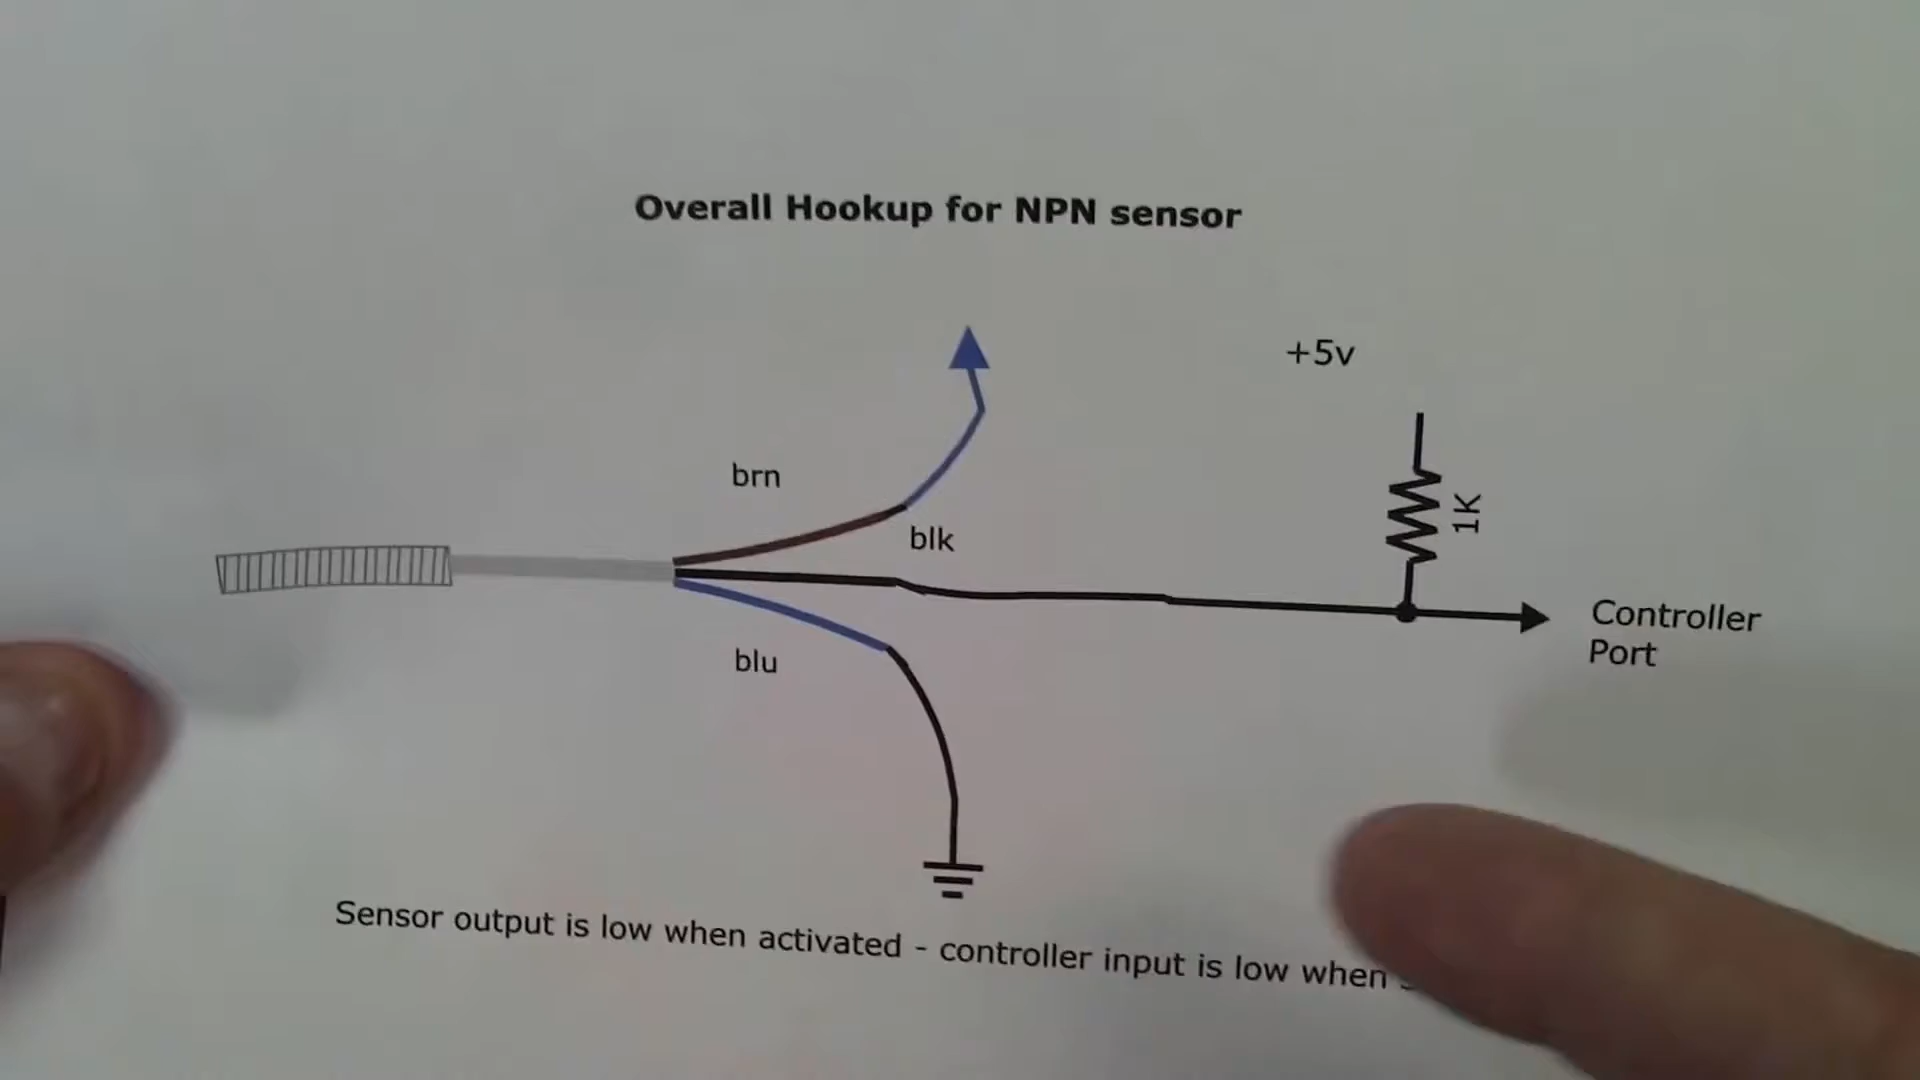 Overall Hookup for NPN sensor
+5v
brn
1K
blk
Controller
Port
blu
Sensor output is low when activated - controller input is low when